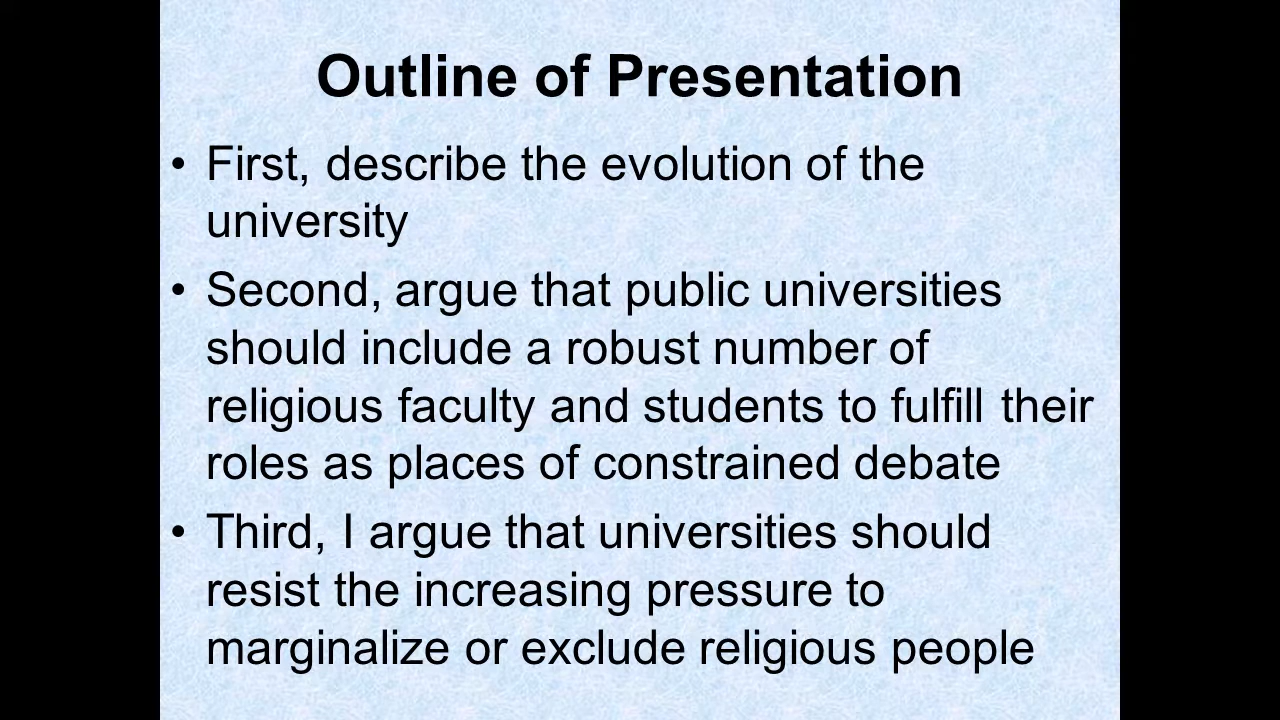 Outline of Presentation
• First, describe the evolution of the
university
• Second, argue that public universities
should include a robust number of
religious faculty and students to fulfill their
roles as places of constrained debate
• Third, I argue that universities should
resist the increasing pressure to
marginalize or exclude religious people